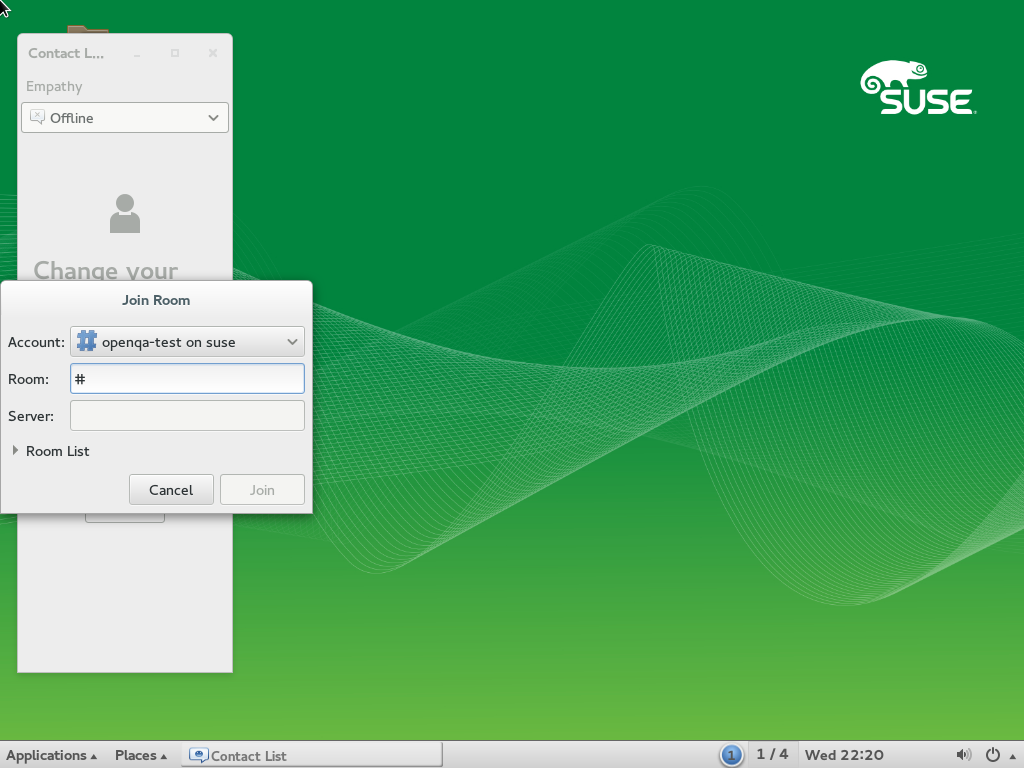 Contact L...
Empathy
Offline
SUSE
Change your
Join Room
Account: openqa-test on suse
Room: #
Server:
Room List
Cancel Join
Applications Places Contact List 1 1 / 4 Wed 22:20